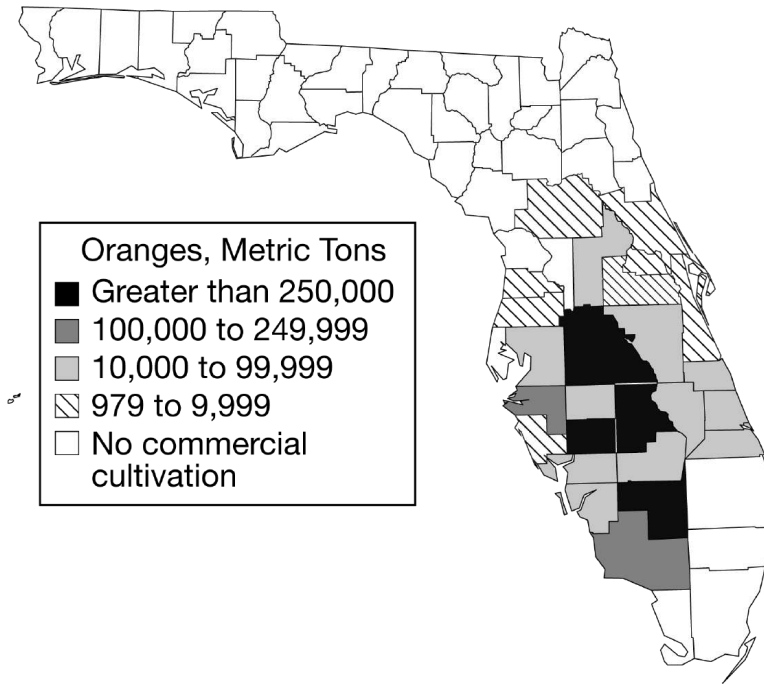 Oranges, Metric Tons
Greater than 250,000
100,000 to 249,999
10,000 to 99,999
979 to 9,999
No commercial
cultivation